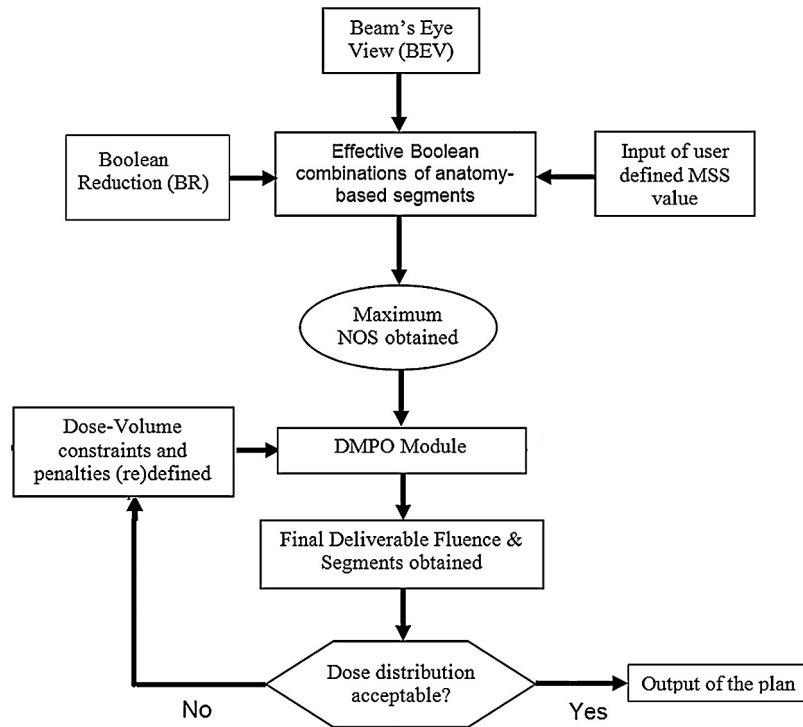 Beam's Eye
View (BEV)
Boolean
Reduction (BR)
Effective Boolean
combinations of anatomy-
based segments
Input of user
defined MSS
value
Maximum
NOS obtained
Dose-Volume
constraints and
penalties (re)defined
DMPO Module
Final Deliverable Fluence &
Segments obtained
Dose distribution
acceptable?
No
Yes
Output of the plan